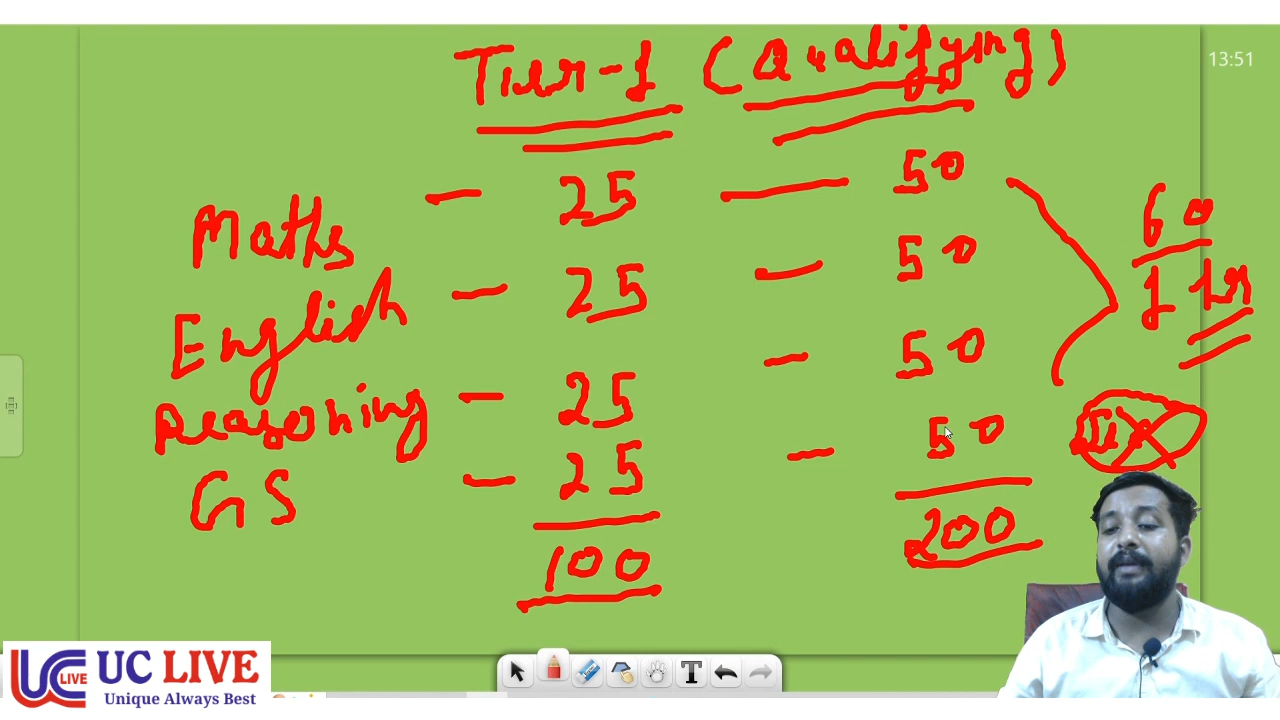 Tier-1 (Qualifying)
13:51
Maths - 25 - 50
English - 25 - 50
Reasoning - 25 - 50
GS - 25 - 50
100 200
60
1 hr
T
LIVE
UC LIVE
Unique Always Best